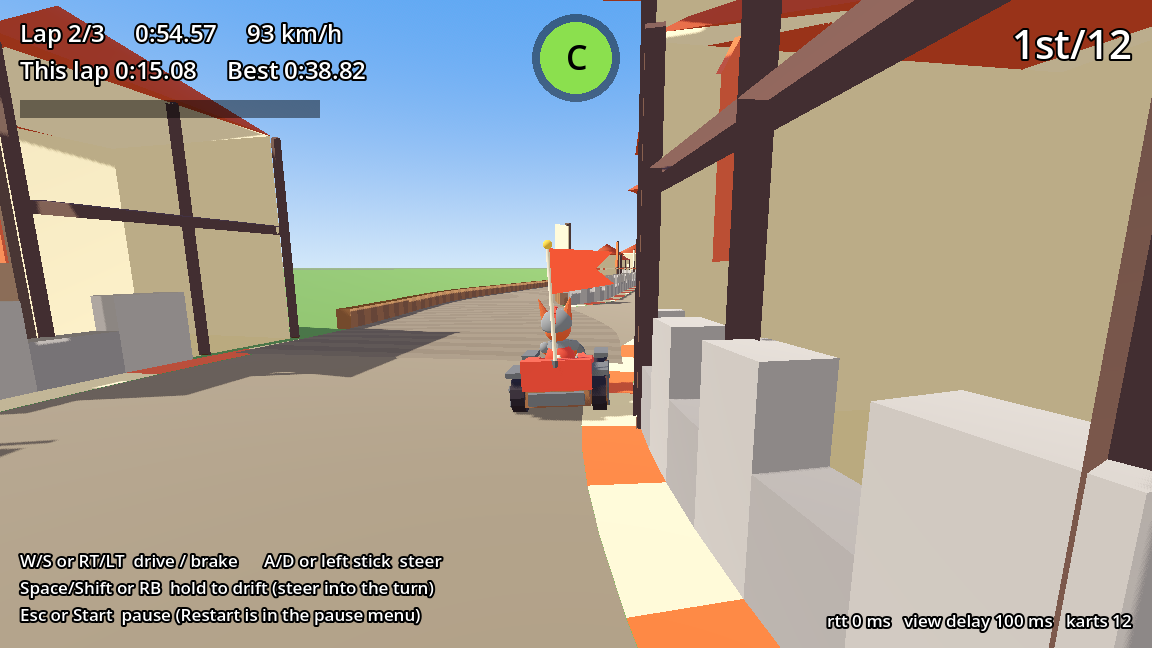 Lap 2/3 0:54.57 93 km/h
This lap 0:15.08 Best 0:38.82
C
1st/12
W/S or RT/LT drive / brake A/D or left stick steer
Space/Shift or RB hold to drift (steer into the turn)
Esc or Start pause (Restart is in the pause menu)
rtt 0 ms view delay 100 ms karts 12